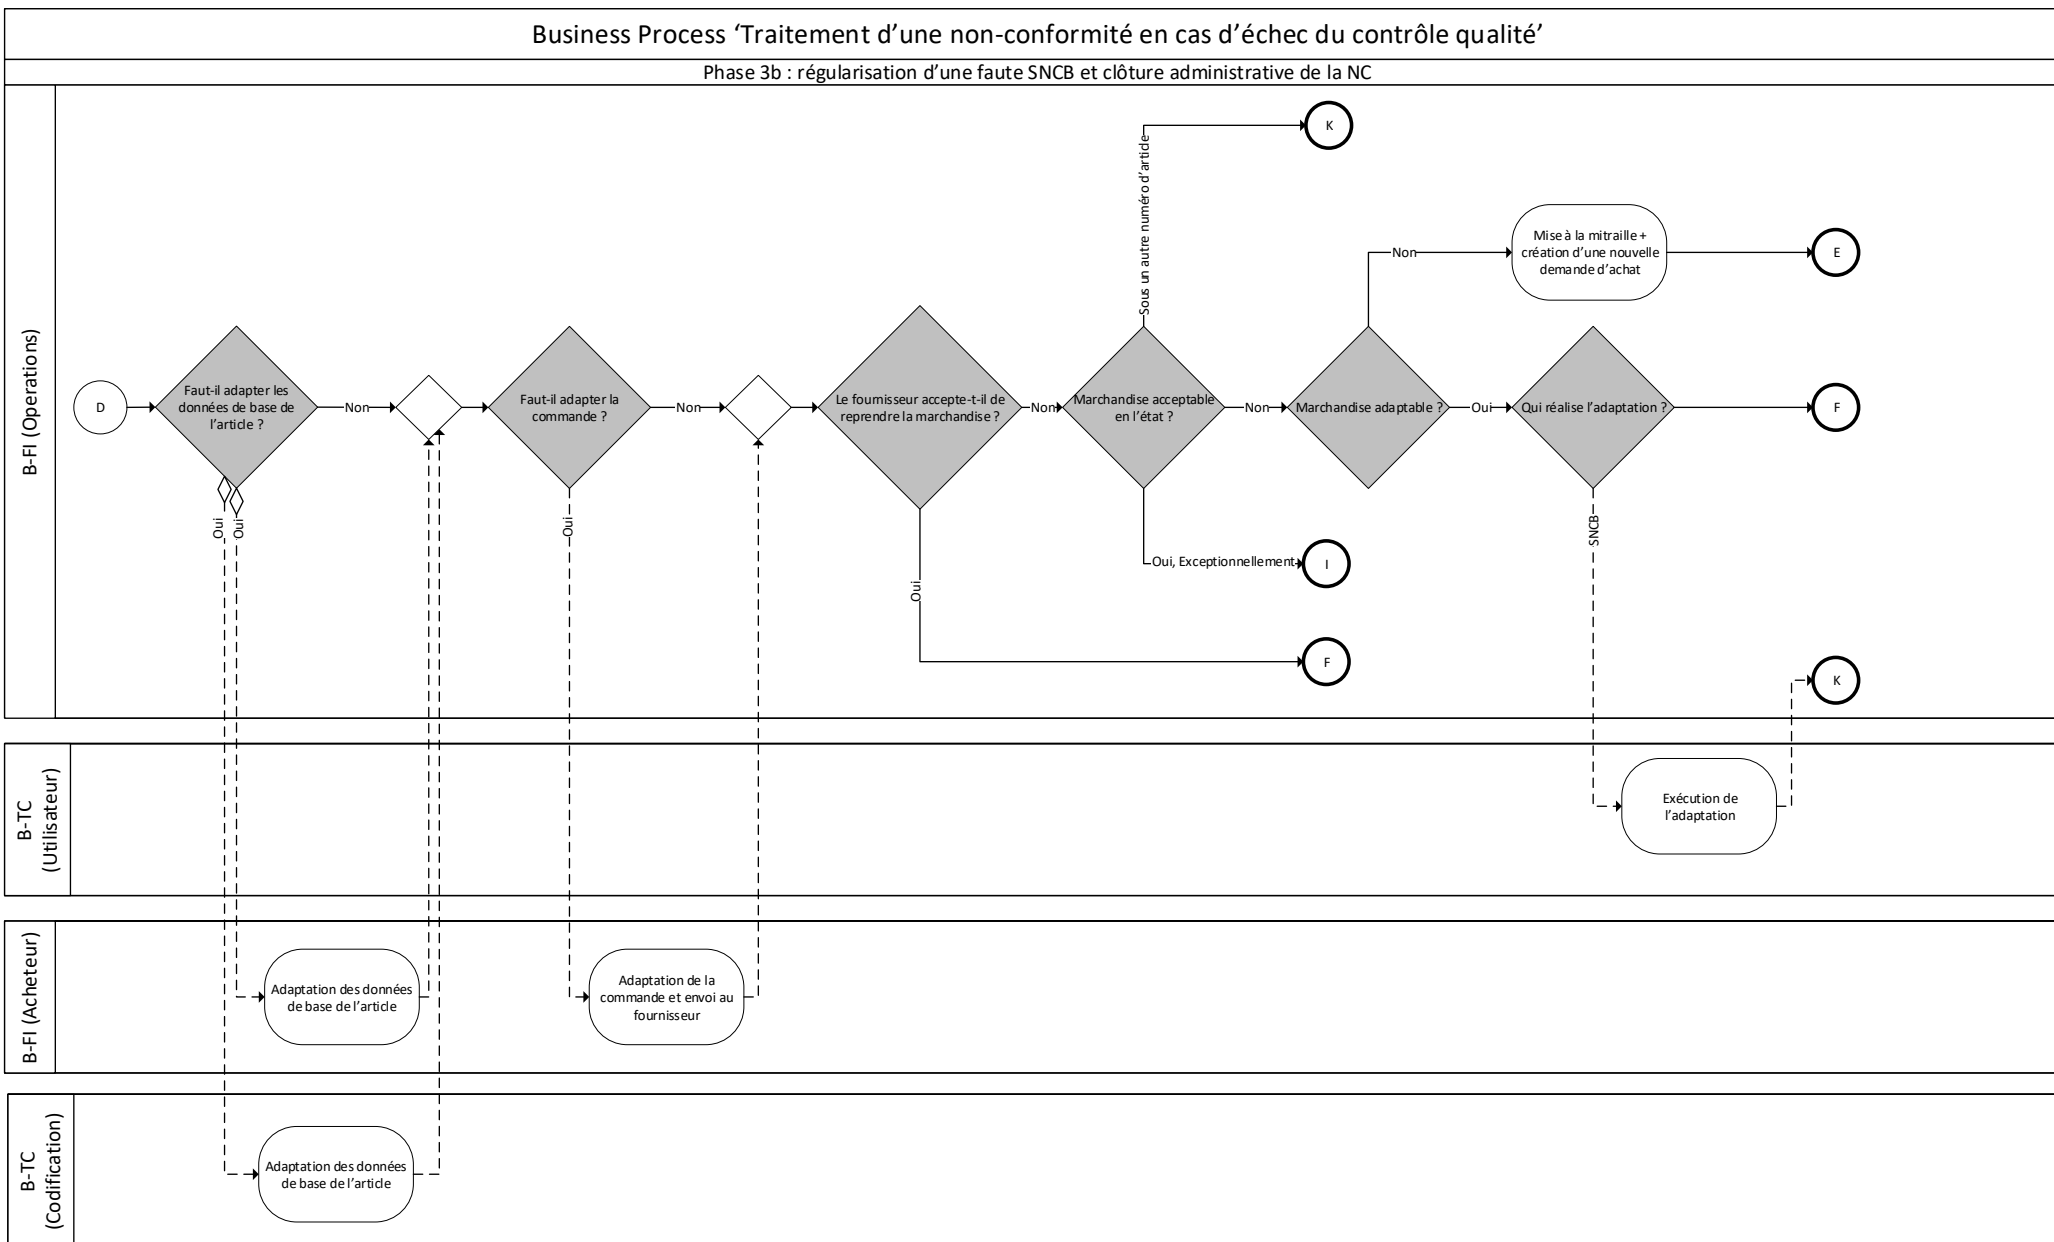 Business Process ‘Traitement d’une non-conformité en cas d’échec du contrôle qualité’
Phase 3b : régularisation d’une faute SNCB et clôture administrative de la NC
B-FI (Operations)
D
Faut-il adapter les
données de base de
l’article ?
Non
Oui
Oui
Faut-il adapter la
commande ?
Non
Oui
Le fournisseur accepte-t-il de
reprendre la marchandise ?
Non
Oui
F
Marchandise acceptable
en l’état ?
Sous un autre numéro d’article
K
Oui, Exceptionnellement
I
Non
Marchandise adaptable ?
Non
Mise à la mitraille +
création d’une nouvelle
demande d’achat
E
Oui
Qui réalise l’adaptation ?
F
SNCB
K
B-TC
(Utilisateur)
Exécution de
l’adaptation
B-FI (Acheteur)
Adaptation des données
de base de l’article
Adaptation de la
commande et envoi au
fournisseur
B-TC
(Codification)
Adaptation des données
de base de l’article